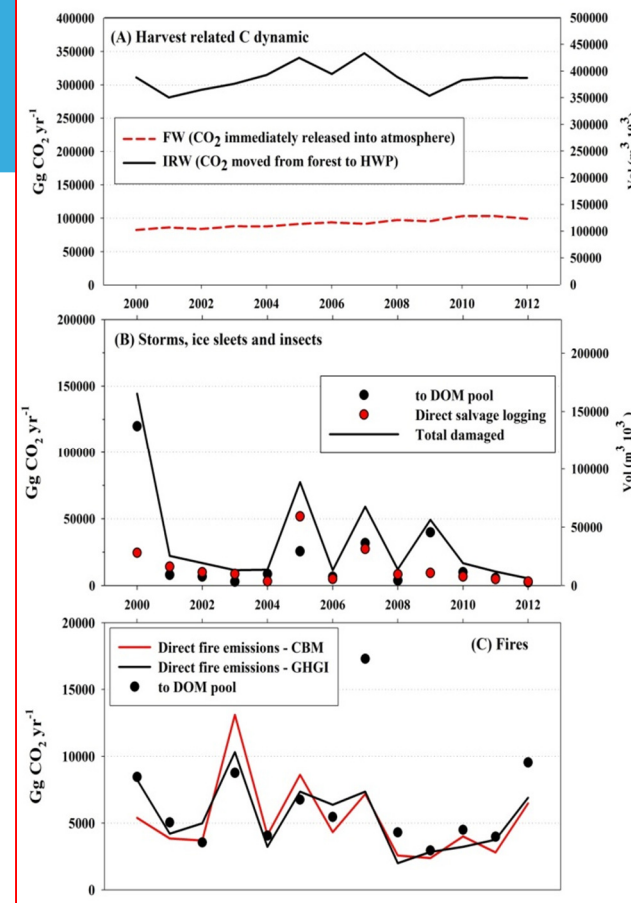 (A) Harvest related C dynamic
400000
350000
300000
250000
200000
150000
100000
50000
0
Gg CO2 yr-1
FW (CO2 immediately released into atmosphere)
IRW (CO2 moved from forest to HWP)
500000
450000
400000
350000
300000
250000
200000
150000
100000
50000
0
2000 2002 2004 2006 2008 2010 2012
(B) Storms, ice sleets and insects
200000
150000
100000
50000
0
Gg CO2 yr-1
to DOM pool
Direct salvage logging
Total damaged
200000
150000
100000
50000
0
Vol (m3 103)
2000 2002 2004 2006 2008 2010 2012
(C) Fires
20000
15000
10000
5000
0
Gg CO2 yr-1
Direct fire emissions - CBM
Direct fire emissions - GHGI
to DOM pool